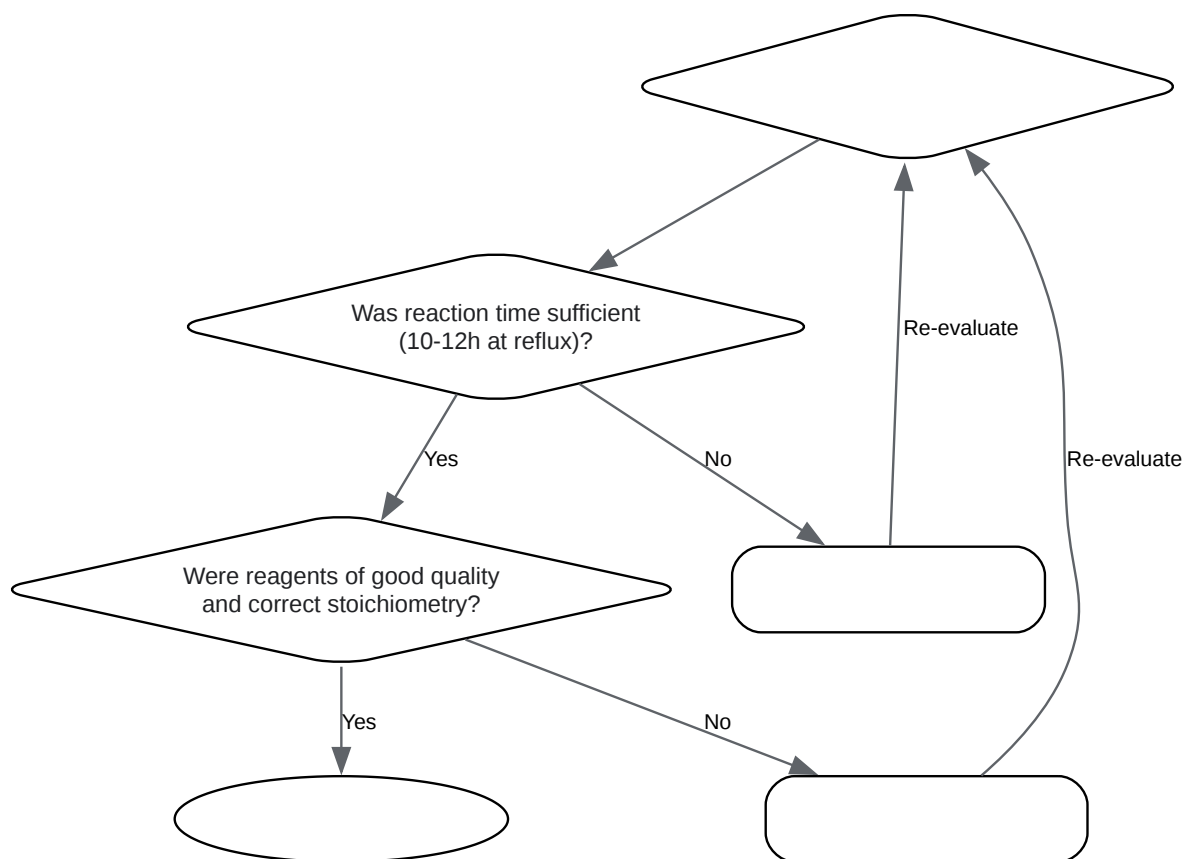 Was reaction time sufficient
(10-12h at reflux)?
Re-evaluate
Yes
No
Re-evaluate
Were reagents of good quality
and correct stoichiometry?
Yes
No